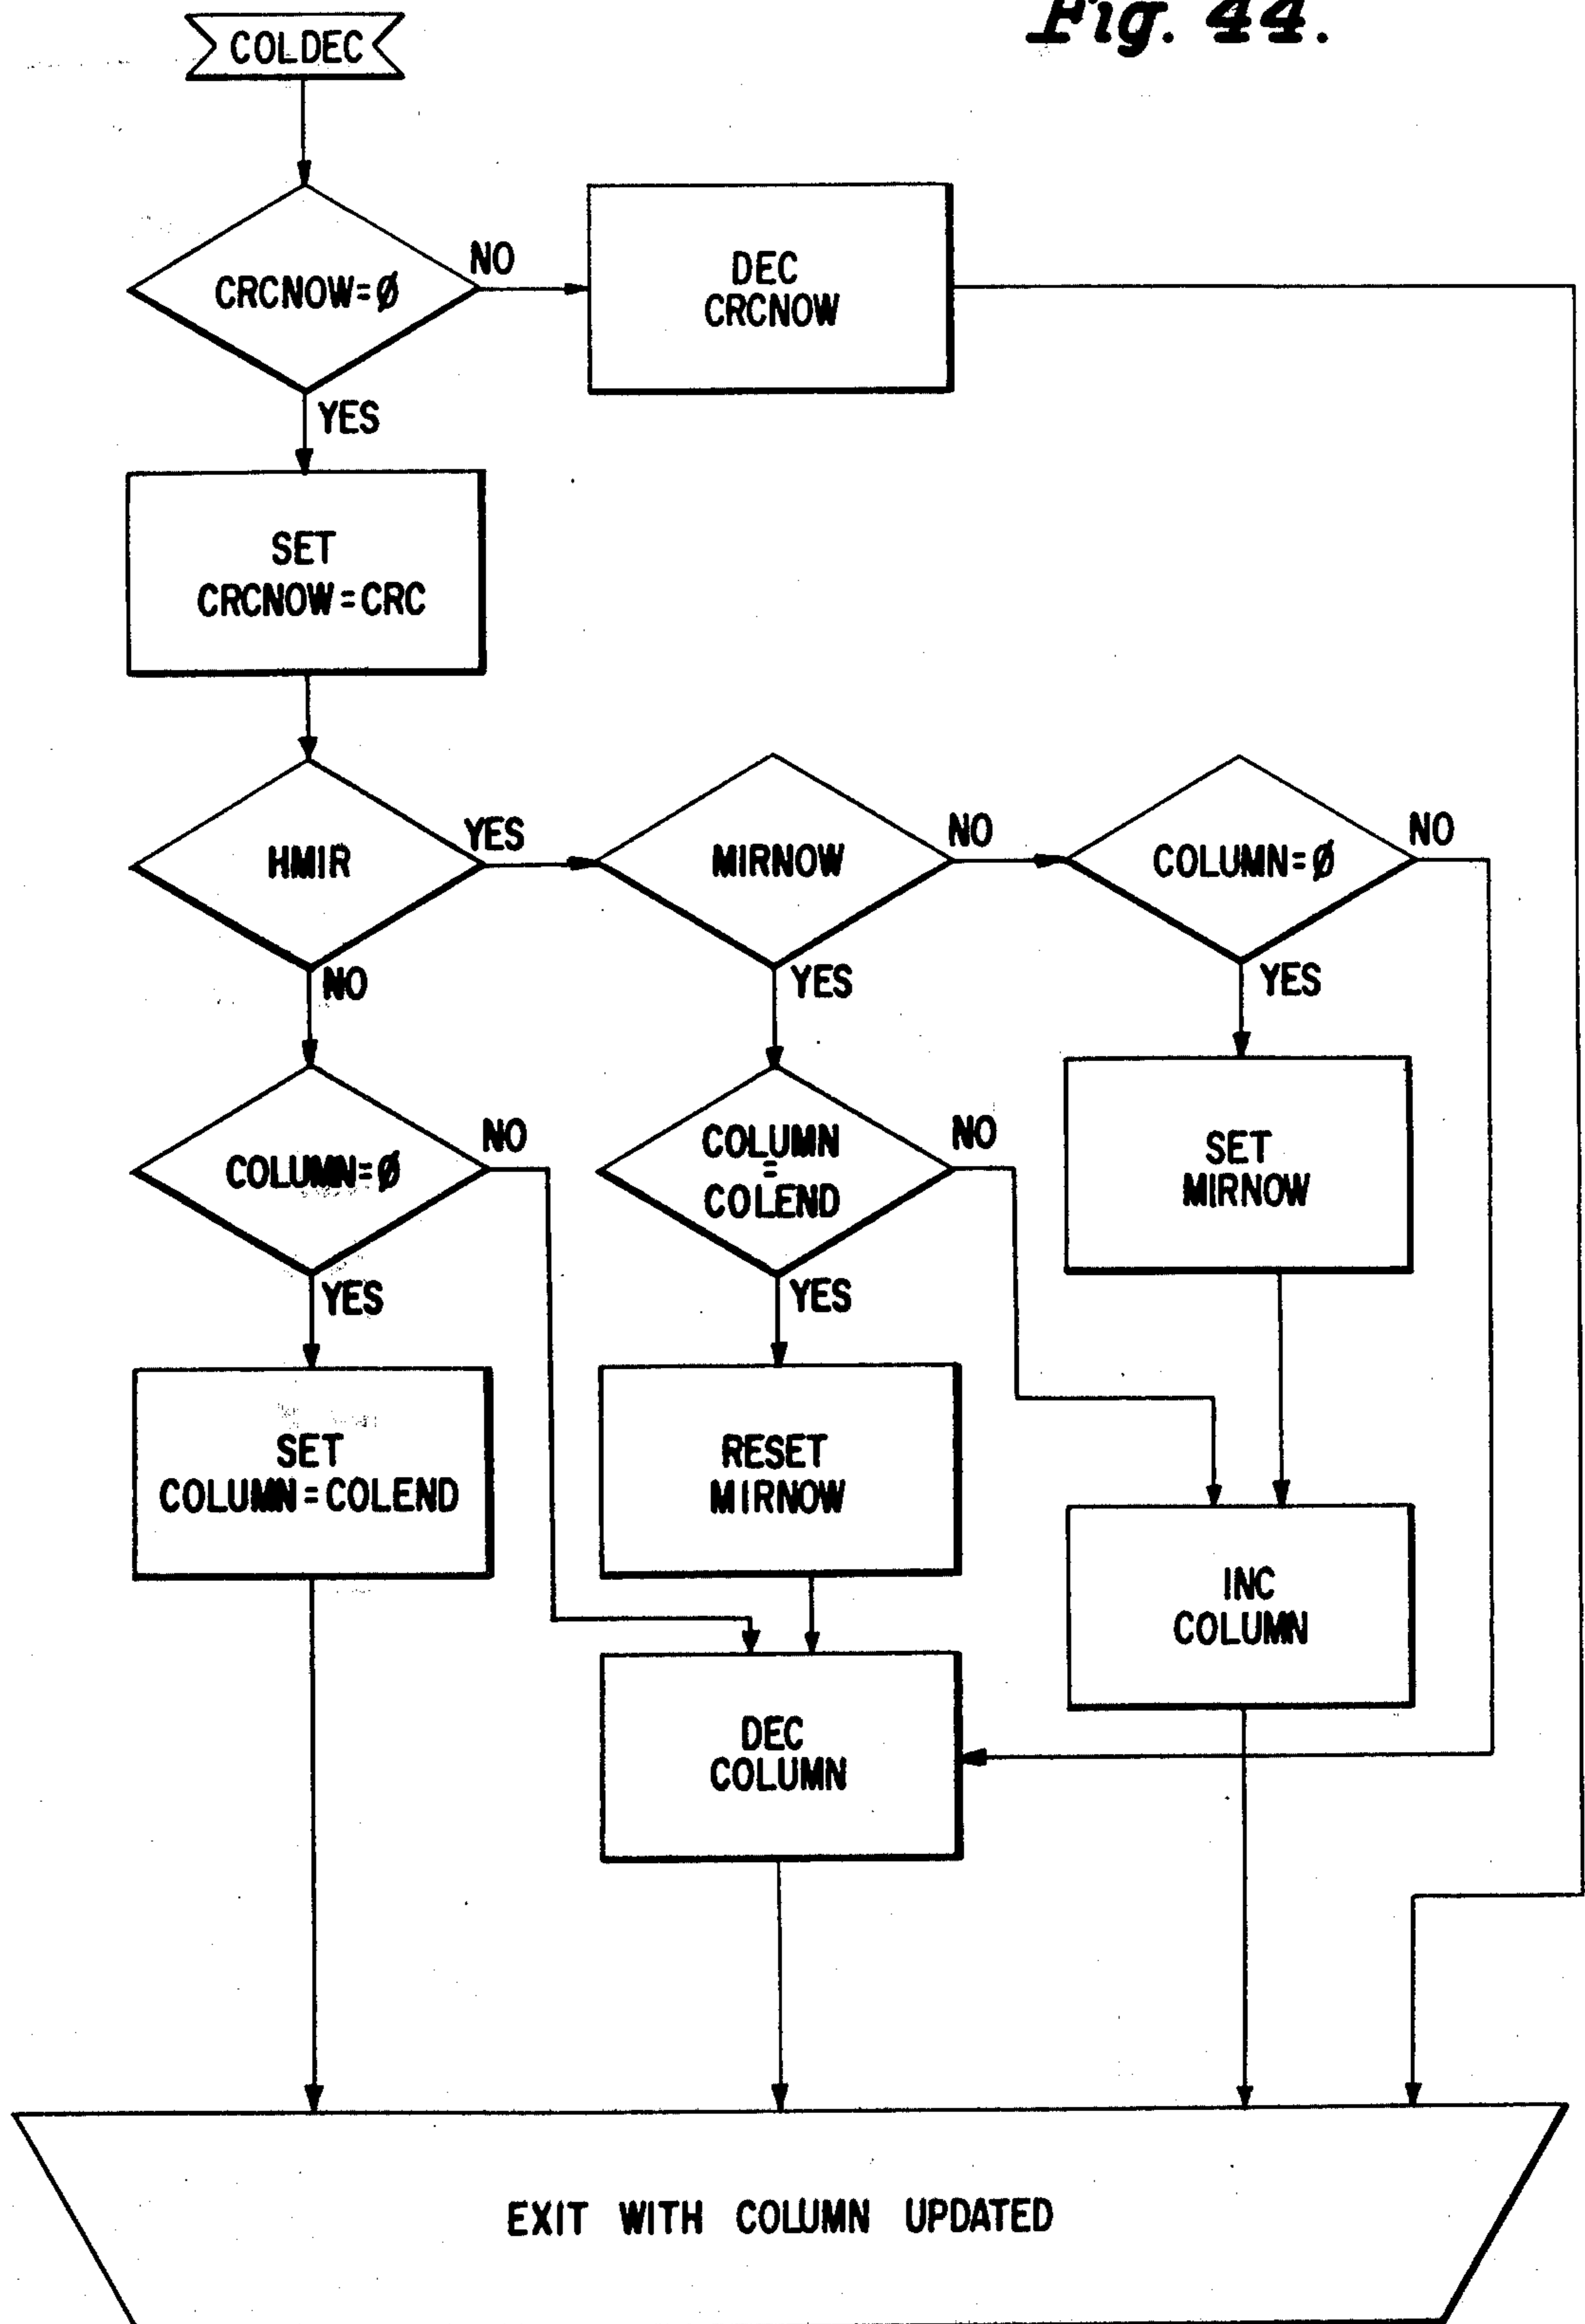 Fig. 44.
COLDEC
CRCNOW=Ø
NO
DEC
CRCNOW
YES
SET
CRCNOW=CRC
HMIR
YES
MIRNOW
NO
COLUMN=Ø
NO
NO
YES
YES
COLUMN=Ø
NO
COLUMN
=
COLEND
NO
SET
MIRNOW
YES
YES
SET
COLUMN=COLEND
RESET
MIRNOW
INC
COLUMN
DEC
COLUMN
EXIT WITH COLUMN UPDATED